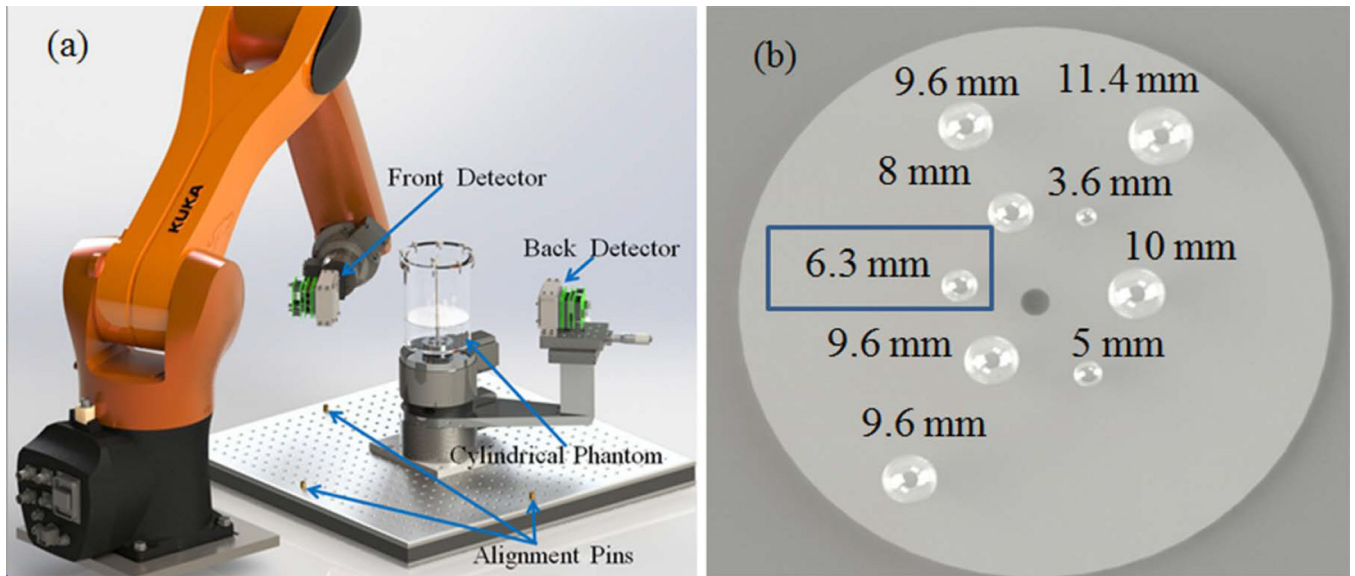 (a)
KUKA
Front Detector
Back Detector
Cylindrical Phantom
Alignment Pins
(b)
9.6 mm
11.4 mm
8 mm
3.6 mm
6.3 mm
10 mm
9.6 mm
5 mm
9.6 mm